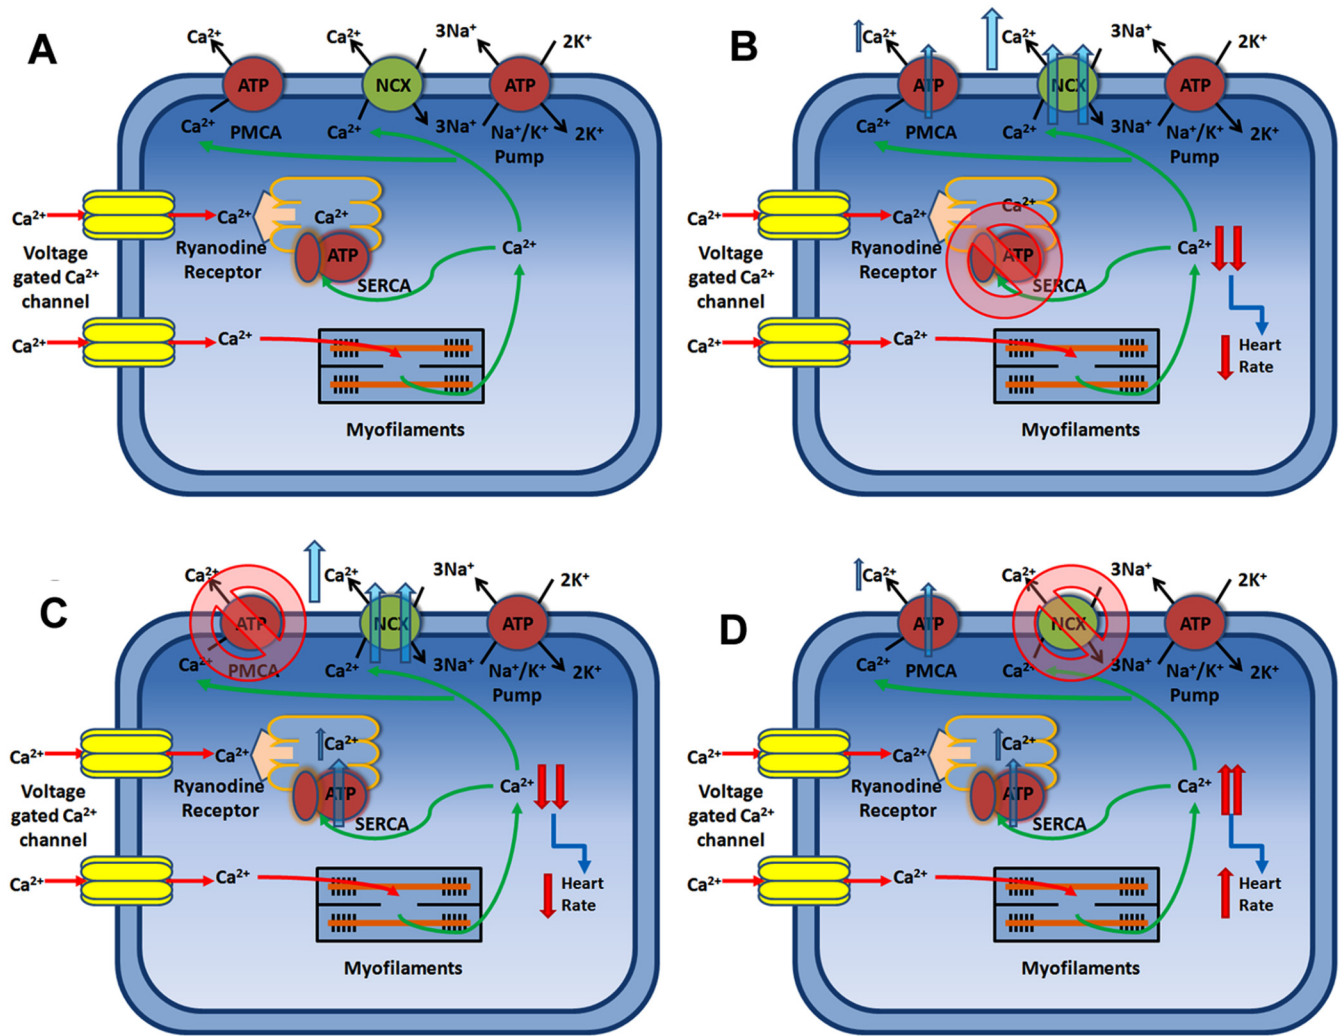 A
Ca²⁺
Ca²⁺
3Na⁺
2K⁺
ATP
NCX
ATP
Ca²⁺
PMCA
Ca²⁺
3Na⁺
Na⁺/K⁺
Pump
2K⁺
Ca²⁺
Ca²⁺
Ca²⁺
Voltage
gated Ca²⁺
channel
Ryanodine
Receptor
ATP
SERCA
Ca²⁺
Ca²⁺
Ca²⁺
Myofilaments
B
Ca²⁺
Ca²⁺
3Na⁺
2K⁺
ATP
NCX
ATP
Ca²⁺
PMCA
Ca²⁺
3Na⁺
Na⁺/K⁺
Pump
2K⁺
Ca²⁺
Ca²⁺
Ca²⁺
Voltage
gated Ca²⁺
channel
Ryanodine
Receptor
ATP
SERCA
Ca²⁺
Ca²⁺
Ca²⁺
Heart
Rate
Myofilaments
C
Ca²⁺
Ca²⁺
3Na⁺
2K⁺
ATP
NCX
ATP
Ca²⁺
PMCA
Ca²⁺
3Na⁺
Na⁺/K⁺
Pump
2K⁺
Ca²⁺
Ca²⁺
Ca²⁺
Voltage
gated Ca²⁺
channel
Ryanodine
Receptor
ATP
SERCA
Ca²⁺
Ca²⁺
Ca²⁺
Heart
Rate
Myofilaments
D
Ca²⁺
Ca²⁺
3Na⁺
2K⁺
ATP
NCX
ATP
Ca²⁺
PMCA
Ca²⁺
3Na⁺
Na⁺/K⁺
Pump
2K⁺
Ca²⁺
Ca²⁺
Ca²⁺
Voltage
gated Ca²⁺
channel
Ryanodine
Receptor
ATP
SERCA
Ca²⁺
Ca²⁺
Ca²⁺
Heart
Rate
Myofilaments